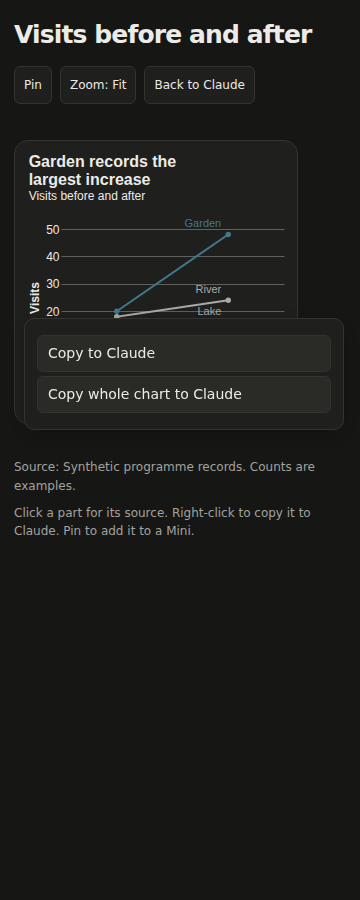 Visits before and after
Pin
Zoom: Fit
Back to Claude
Garden records the
largest increase
Visits before and after
Garden
50
40
30
River
20
Lake
Visits
Copy to Claude
Copy whole chart to Claude
Source: Synthetic programme records. Counts are
examples.
Click a part for its source. Right-click to copy it to
Claude. Pin to add it to a Mini.